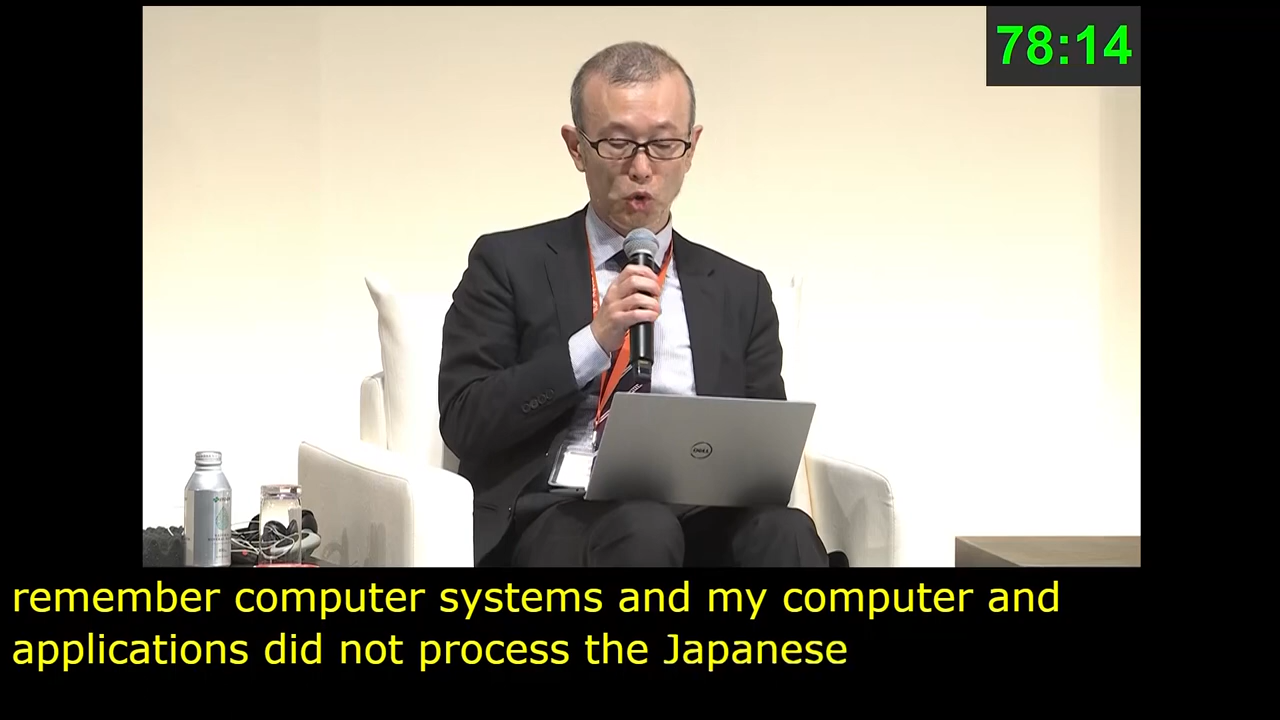 78:14
DELL
remember computer systems and my computer and
applications did not process the Japanese